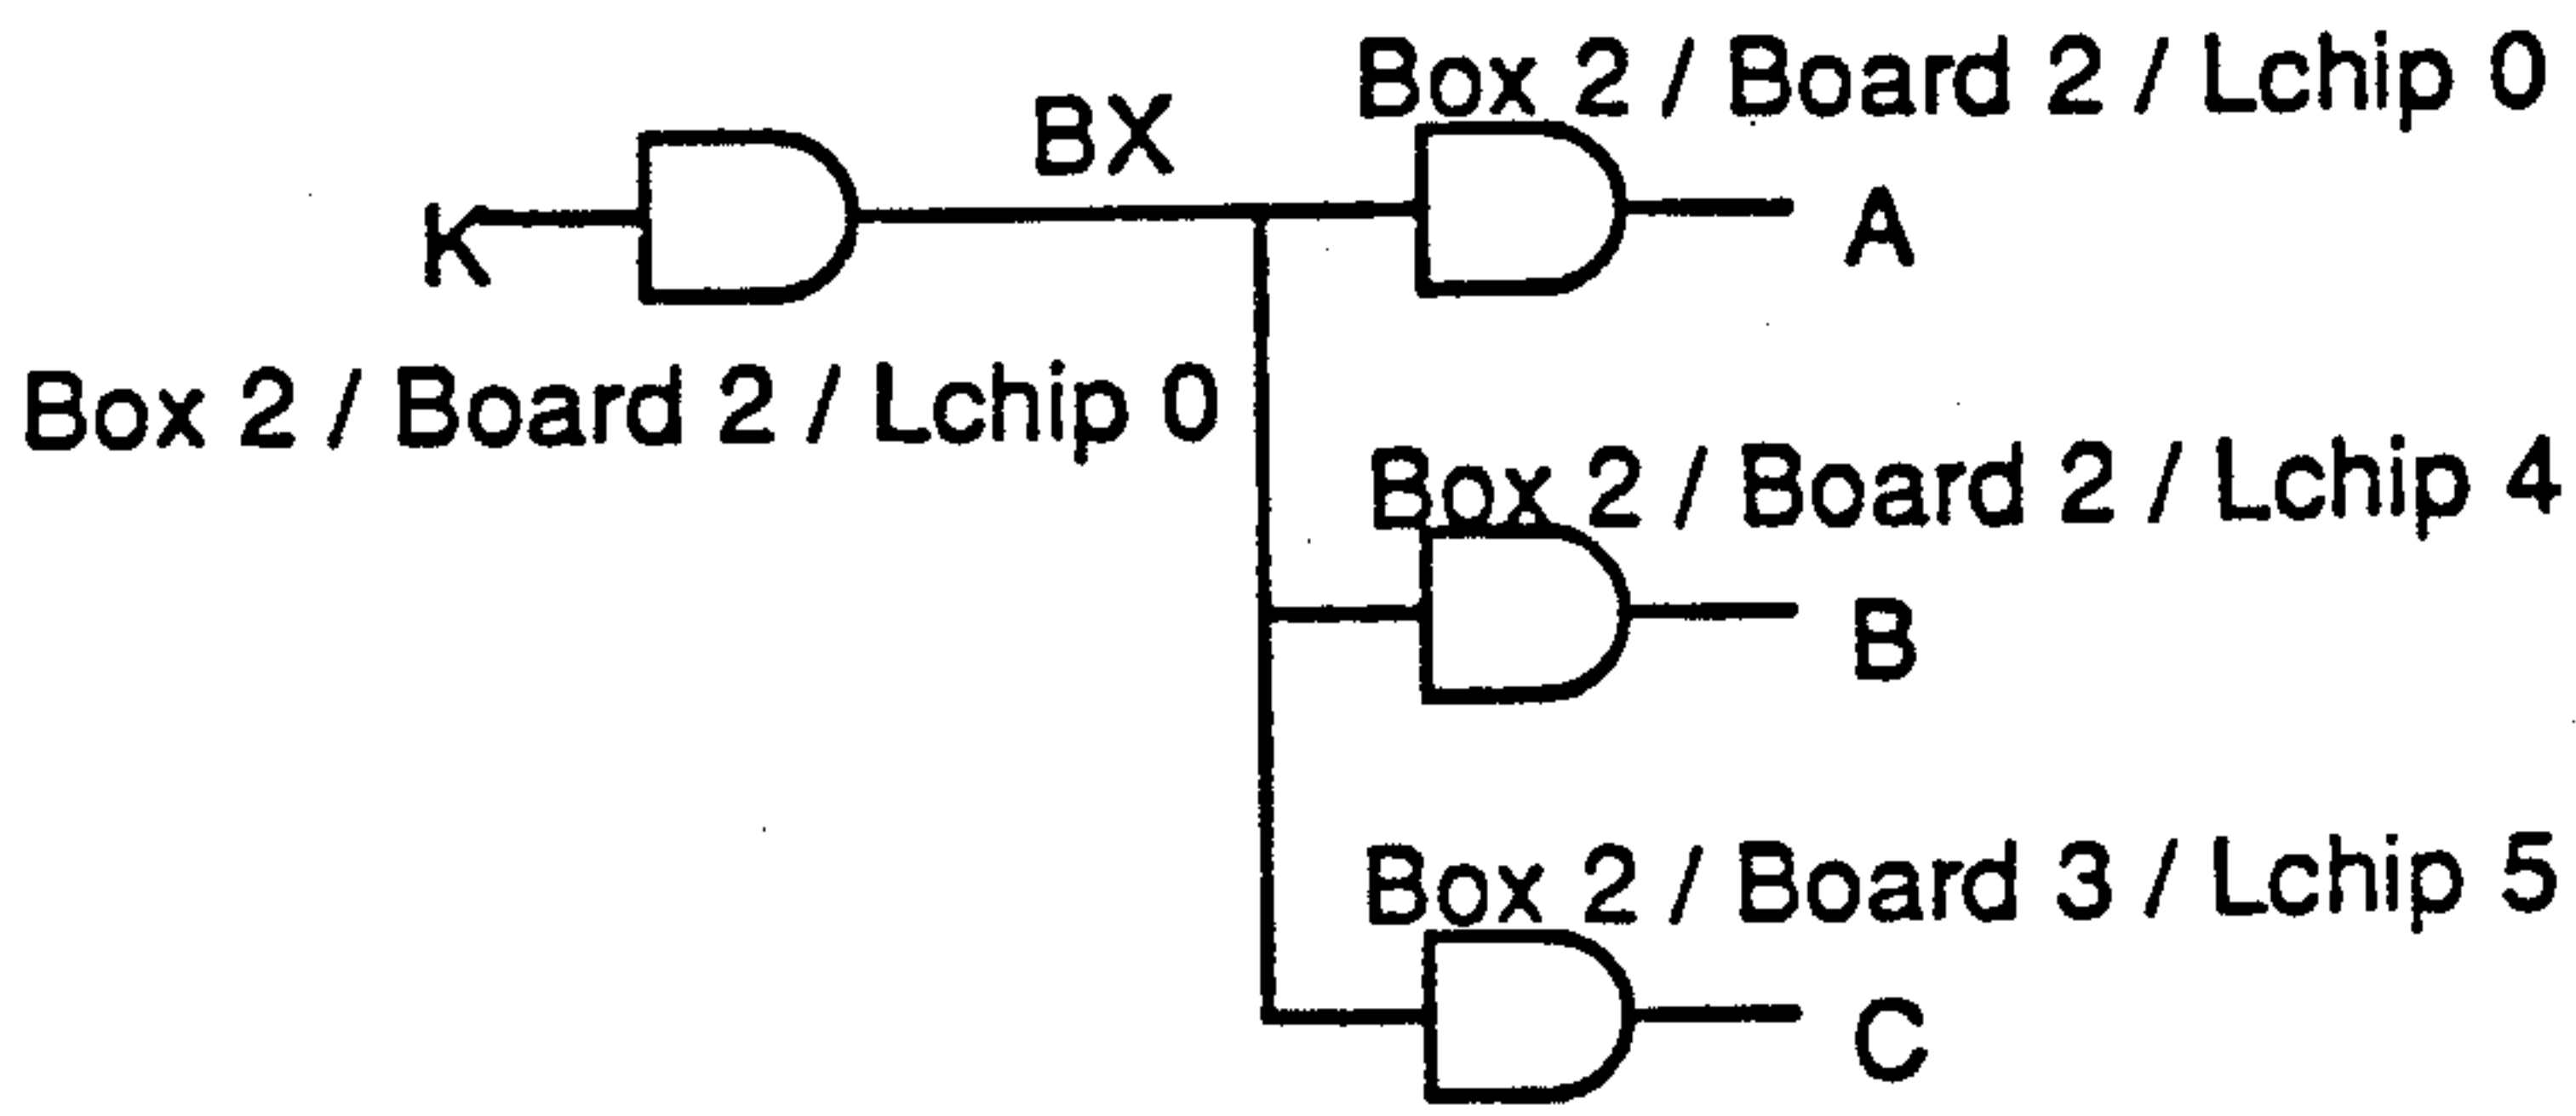 Box 2 / Board 2 / Lchip 0
BX
K
A
Box 2 / Board 2 / Lchip 0
Box 2 / Board 2 / Lchip 4
B
Box 2 / Board 3 / Lchip 5
C